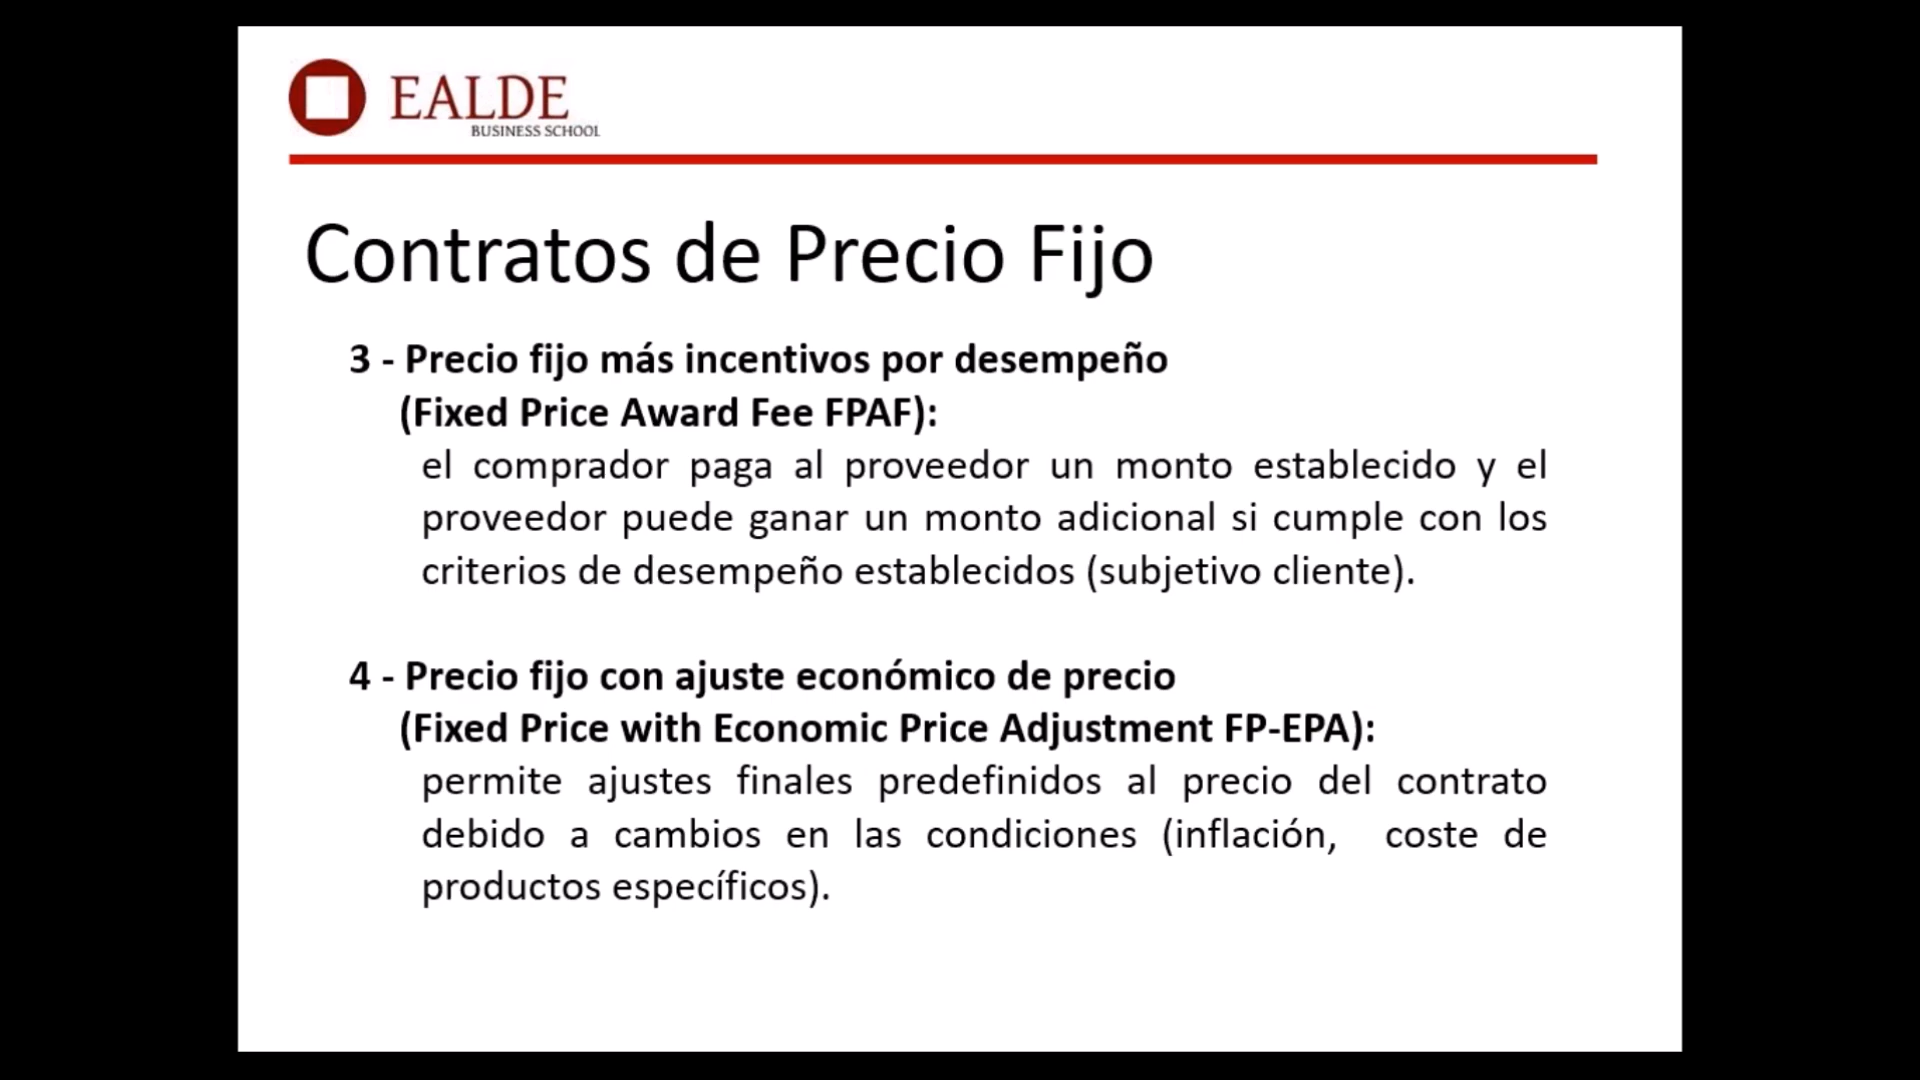 EALDE
BUSINESS SCHOOL
Contratos de Precio Fijo
3 - Precio fijo más incentivos por desempeño
(Fixed Price Award Fee FPAF):
el comprador paga al proveedor un monto establecido y el
proveedor puede ganar un monto adicional si cumple con los
criterios de desempeño establecidos (subjetivo cliente).
4 - Precio fijo con ajuste económico de precio
(Fixed Price with Economic Price Adjustment FP-EPA):
permite ajustes finales predefinidos al precio del contrato
debido a cambios en las condiciones (inflación, coste de
productos específicos).